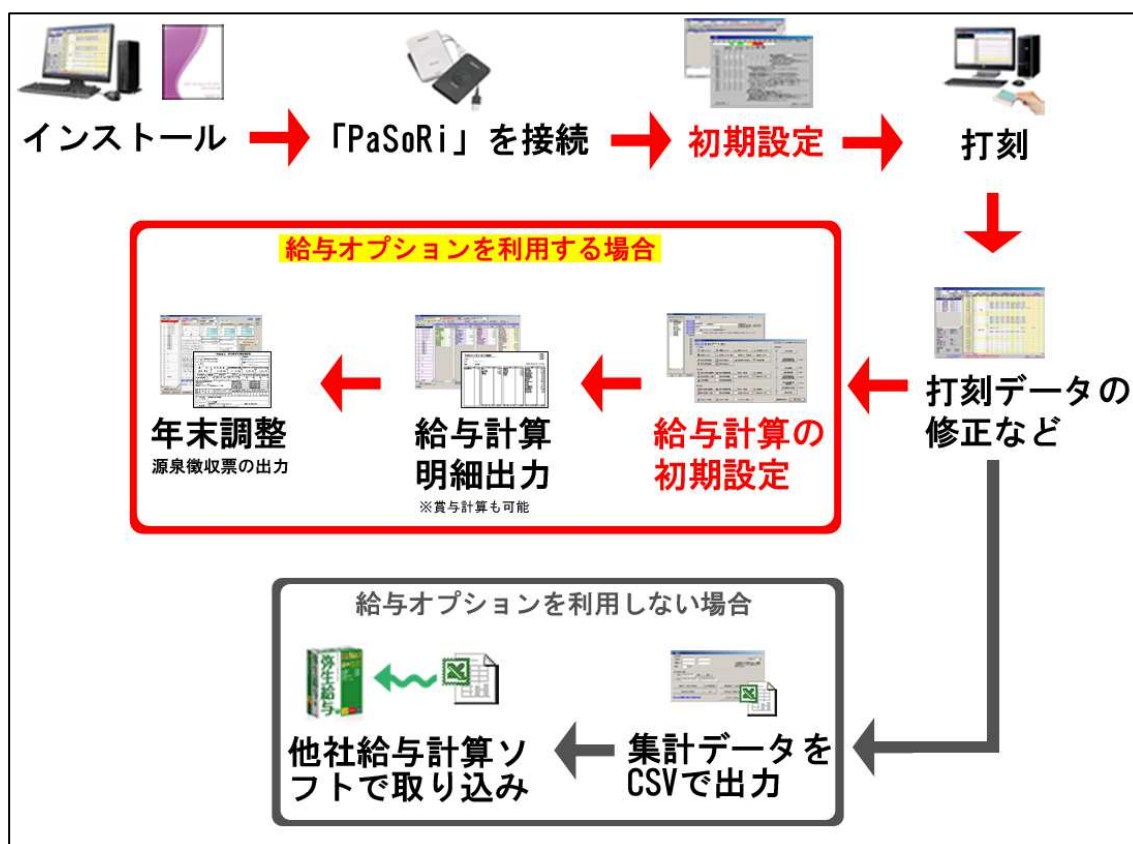 インストール
「PaSoRi」を接続
初期設定
打刻
給与オプションを利用する場合
年末調整
源泉徴収票の出力
給与計算
明細出力
※賞与計算も可能
給与計算の
初期設定
打刻データの
修正など
給与オプションを利用しない場合
弥生給与
他社給与計算ソ
フトで取り込み
集計データを
CSVで出力